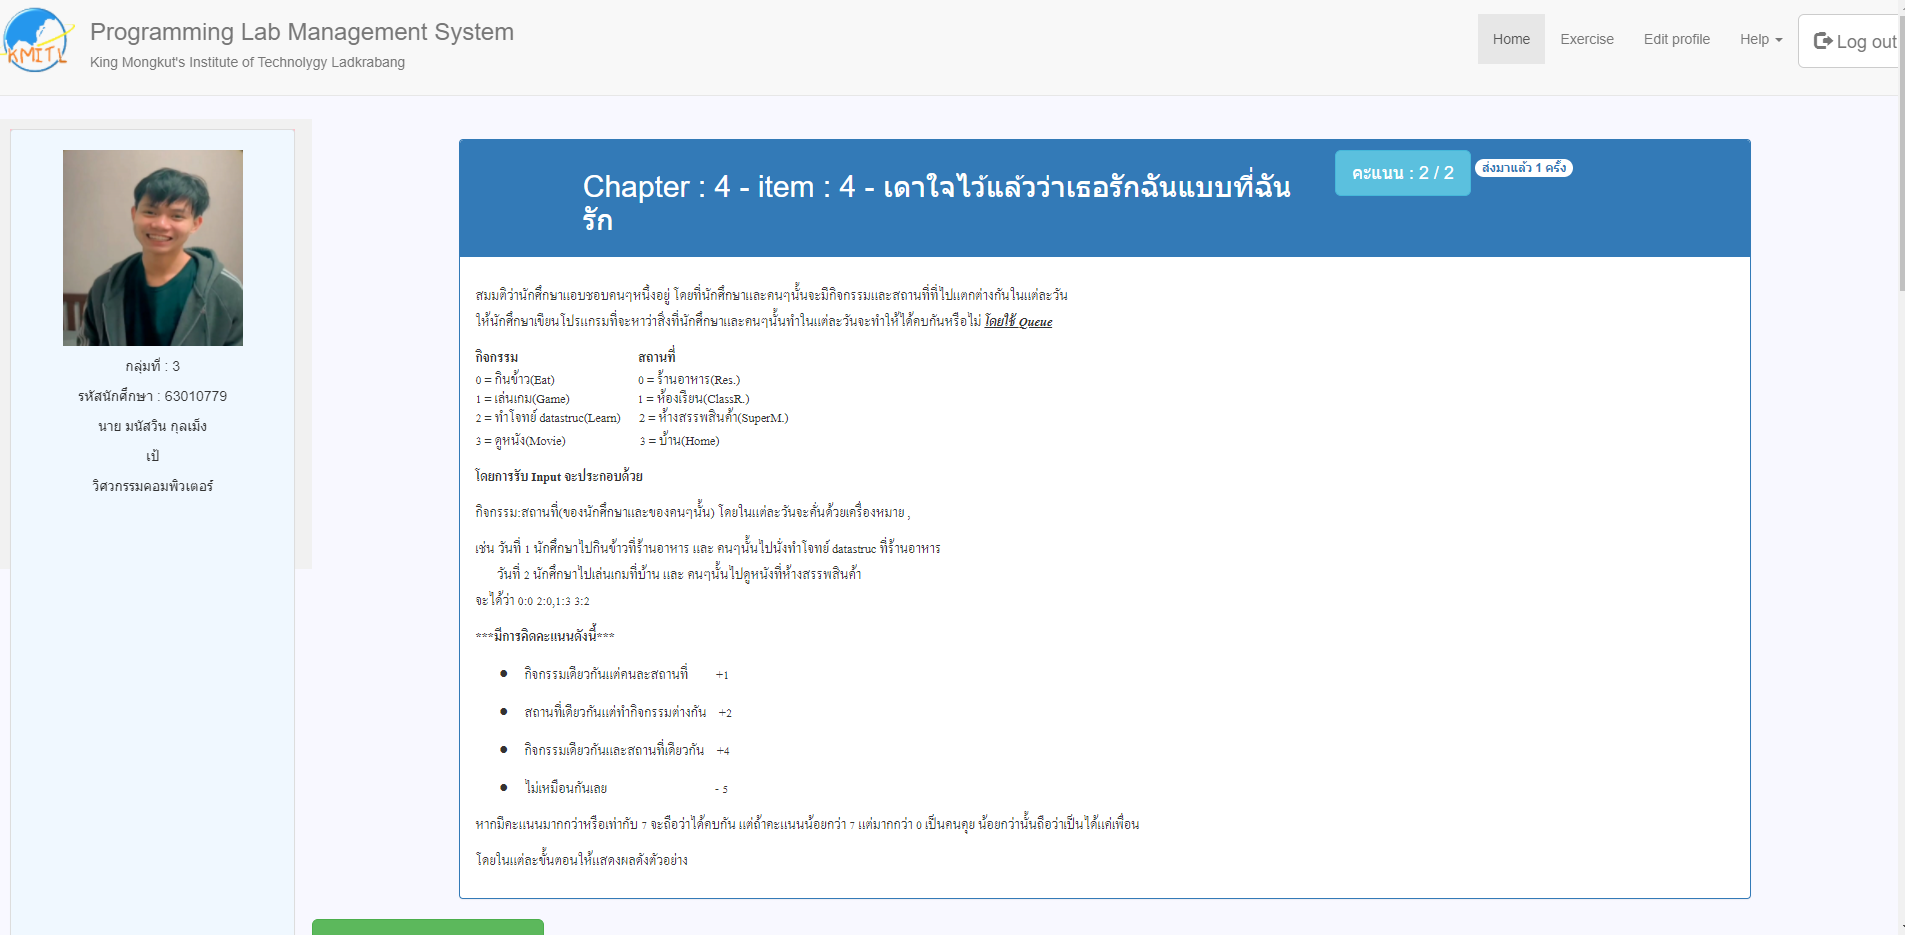 Programming Lab Management System
King Mongkut's Institute of Technolygy Ladkrabang
Home Exercise Edit profile Help Log out
KMITL
กลุ่มที่ : 3
รหัสนักศึกษา : 63010779
นาย มนัสวิน กุลเม็ง
เป้
วิศวกรรมคอมพิวเตอร์
Chapter : 4 - item : 4 - เดาใจไว้แล้วว่าเธอรักฉันแบบที่ฉัน
รัก
คะแนน : 2 / 2 ส่งมาแล้ว 1 ครั้ง
สมมติว่านักศึกษาแอบชอบคนๆหนึ่งอยู่ โดยที่นักศึกษาและคนๆนั้นจะมีกิจกรรมและสถานที่ที่ไปแตกต่างกันในแต่ละวัน
ให้นักศึกษาเขียนโปรแกรมที่จะหาว่าสิ่งที่นักศึกษาและคนๆนั้นทำในแต่ละวันจะทำให้ได้คบกันหรือไม่ โดยใช้ Queue
กิจกรรม สถานที่
0 = กินข้าว(Eat) 0 = ร้านอาหาร(Res.)
1 = เล่นเกม(Game) 1 = ห้องเรียน(ClassR.)
2 = ทำโจทย์ datastruc(Learn) 2 = ห้างสรรพสินค้า(SuperM.)
3 = ดูหนัง(Movie) 3 = บ้าน(Home)
โดยการรับ Input จะประกอบด้วย
กิจกรรม:สถานที่(ของนักศึกษาและของคนๆนั้น) โดยในแต่ละวันจะคั่นด้วยเครื่องหมาย ,
เช่น วันที่ 1 นักศึกษาไปกินข้าวที่ร้านอาหาร และ คนๆนั้นไปนั่งทำโจทย์ datastruc ที่ร้านอาหาร
วันที่ 2 นักศึกษาไปเล่นเกมที่บ้าน และ คนๆนั้นไปดูหนังที่ห้างสรรพสินค้า
จะได้ว่า 0:0 2:0,1:3 3:2
***มีการคิดคะแนนดังนี้***
● กิจกรรมเดียวกันแต่คนละสถานที่ +1
● สถานที่เดียวกันแต่ทำกิจกรรมต่างกัน +2
● กิจกรรมเดียวกันและสถานที่เดียวกัน +4
● ไม่เหมือนกันเลย - 5
หากมีคะแนนมากกว่าหรือเท่ากับ 7 จะถือว่าได้คบกัน แต่ถ้าคะแนนน้อยกว่า 7 แต่มากกว่า 0 เป็นคนคุย น้อยกว่านั้นถือว่าเป็นได้แค่เพื่อน
โดยในแต่ละขั้นตอนให้แสดงผลดังตัวอย่าง